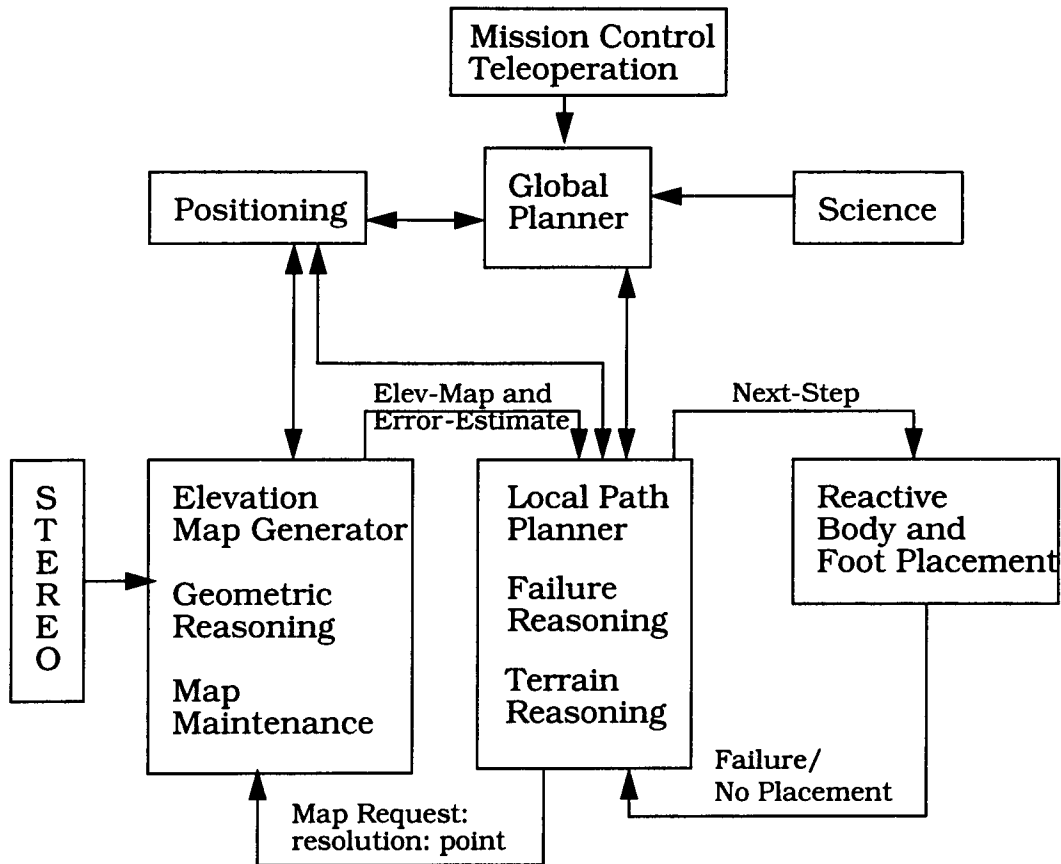 Mission Control
Teleoperation
Positioning
Global
Planner
Science
Elev-Map and
Error-Estimate
Next-Step
STEREO
Elevation
Map Generator
Geometric
Reasoning
Map
Maintenance
Local Path
Planner
Failure
Reasoning
Terrain
Reasoning
Reactive
Body and
Foot Placement
Failure/
No Placement
Map Request:
resolution: point